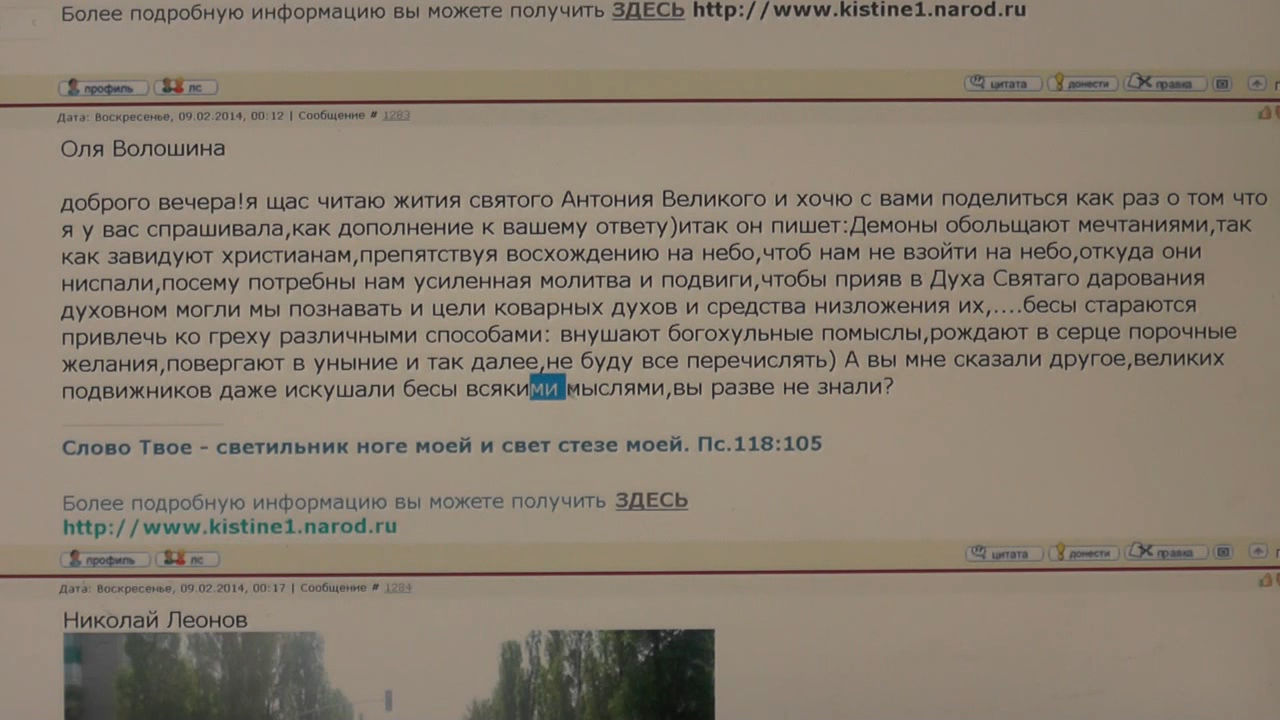 Более подробную информацию вы можете получить ЗДЕСЬ http://www.kistine1.narod.ru
профиль лс цитата донести правка
Дата: Воскресенье, 09.02.2014, 00:12 | Сообщение # 1283
Оля Волошина
доброго вечера!я щас читаю жития святого Антония Великого и хочю с вами поделиться как раз о том что
я у вас спрашивала,как дополнение к вашему ответу)итак он пишет:Демоны обольщают мечтаниями,так
как завидуют христианам,препятствуя восхождению на небо,чтоб нам не взойти на небо,откуда они
ниспали,посему потребны нам усиленная молитва и подвиги,чтобы прияв в Духа Святаго дарования
духовном могли мы познавать и цели коварных духов и средства низложения их,....бесы стараются
привлечь ко греху различными способами: внушают богохульные помыслы,рождают в серце порочные
желания,повергают в уныние и так далее,не буду все перечислять) А вы мне сказали другое,великих
подвижников даже искушали бесы всякими мыслями,вы разве не знали?
Слово Твое - светильник ноге моей и свет стезе моей. Пс.118:105
Более подробную информацию вы можете получить ЗДЕСЬ
http://www.kistine1.narod.ru
профиль лс цитата донести правка
Дата: Воскресенье, 09.02.2014, 00:17 | Сообщение # 1284
Николай Леонов